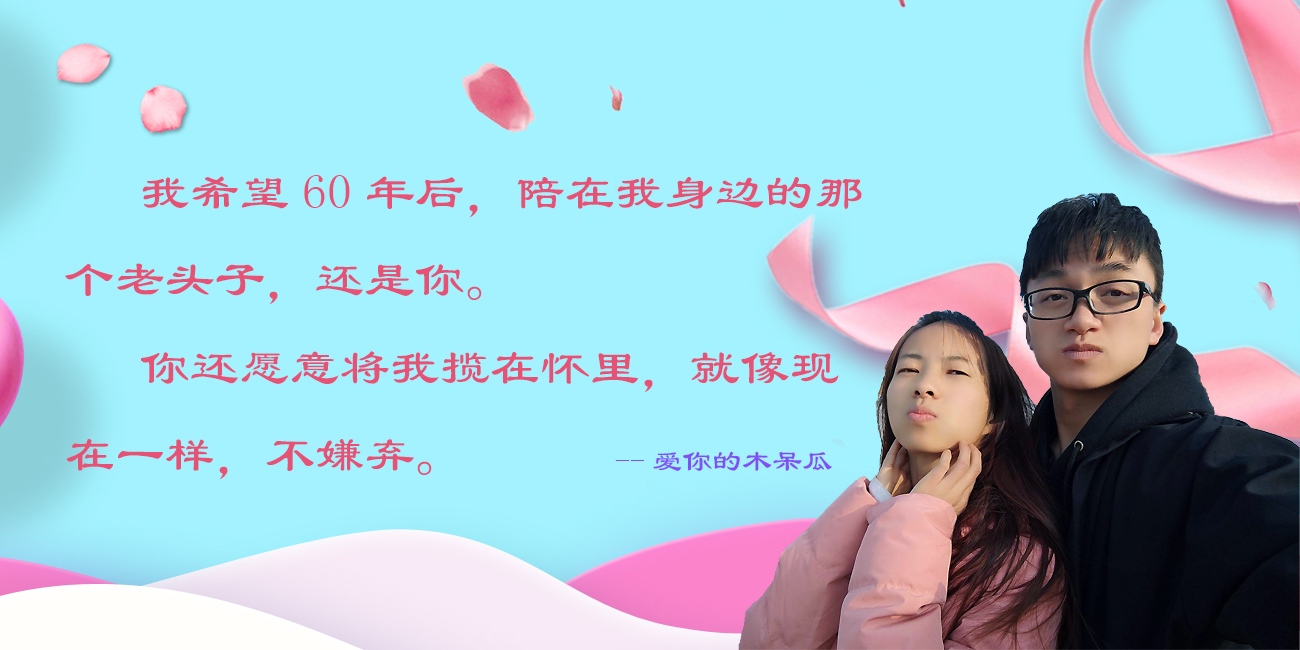 我希望 60 年后，陪在我身边的那
个老头子，还是你。
你还愿意将我揽在怀里，就像现
在一样，不嫌弃。
-- 爱你的木呆瓜